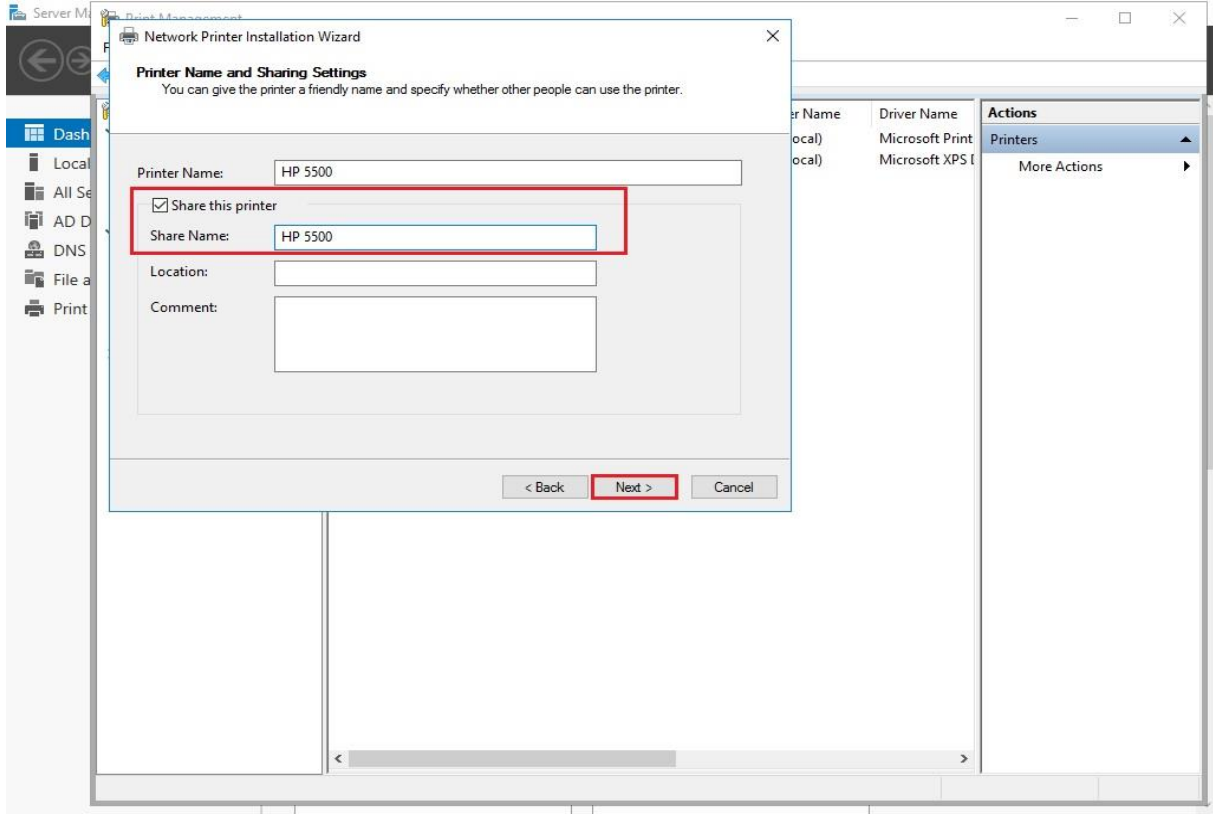 Server Ma
Print Management
Network Printer Installation Wizard
Printer Name and Sharing Settings
You can give the printer a friendly name and specify whether other people can use the printer.
er Name Driver Name Actions
Dash ocal) Microsoft Print Printers
Local ocal) Microsoft XPS D More Actions
Printer Name: HP 5500
All Se Share this printer
AD D Share Name: HP 5500
DNS
File a Location:
Print Comment:
< Back Next > Cancel